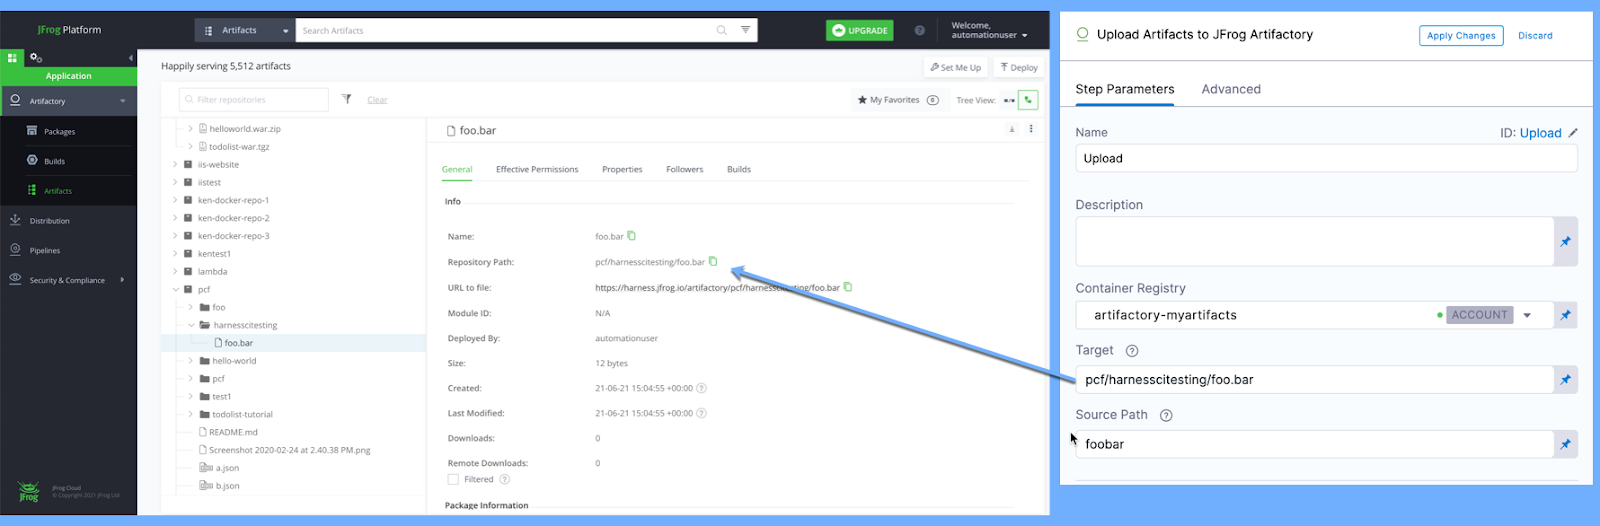 JFrog Platform
Artifacts
Search Artifacts
UPGRADE
Welcome,
automationuser
Application
Artifactory
Packages
Builds
Artifacts
Distribution
Pipelines
Security & Compliance
JFrog
JFrog Cloud
© Copyright 2021 JFrog Ltd
Happily serving 5,512 artifacts
Set Me Up
Deploy
Filter repositories
Clear
My Favorites
0
Tree View:
helloworld.war.zip
todolist-war.tgz
iis-website
iistest
ken-docker-repo-1
ken-docker-repo-2
ken-docker-repo-3
kentest1
lambda
pcf
foo
harnesscitesting
foo.bar
hello-world
pcf
test1
todolist-tutorial
README.md
Screenshot 2020-02-24 at 2.40.38 PM.png
a.json
b.json
foo.bar
General Effective Permissions Properties Followers Builds
Info
Name: foo.bar
Repository Path: pcf/harnesscitesting/foo.bar
URL to file: https://harness.jfrog.io/artifactory/pcf/harnesscitesting/foo.bar
Module ID: N/A
Deployed By: automationuser
Size: 12 bytes
Created: 21-06-21 15:04:55 +00:00
Last Modified: 21-06-21 15:04:55 +00:00
Downloads: 0
Remote Downloads: 0
Filtered
Package Information
Upload Artifacts to JFrog Artifactory
Apply Changes
Discard
Step Parameters Advanced
Name
ID: Upload
Upload
Description
Container Registry
artifactory-myartifacts
ACCOUNT
Target
pcf/harnesscitesting/foo.bar
Source Path
foobar